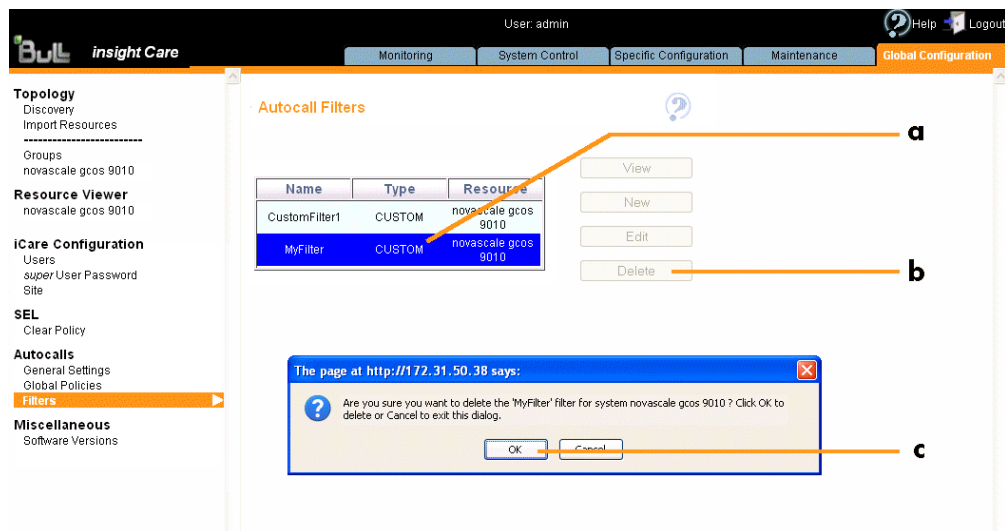 User: admin
Help
Logout
Bull
insight Care
Monitoring
System Control
Specific Configuration
Maintenance
Global Configuration
Topology
Discovery
Import Resources
------------------------
Groups
novascale gcos 9010
Resource Viewer
novascale gcos 9010
iCare Configuration
Users
super User Password
Site
SEL
Clear Policy
Autocalls
General Settings
Global Policies
Filters
Miscellaneous
Software Versions
Autocall Filters
Name Type Resource
CustomFilter1 CUSTOM novascale gcos 9010
MyFilter CUSTOM novascale gcos 9010
View
New
Edit
Delete
a
b
The page at http://172.31.50.38 says:
Are you sure you want to delete the 'MyFilter' filter for system novascale gcos 9010 ? Click OK to
delete or Cancel to exit this dialog.
OK
Cancel
c